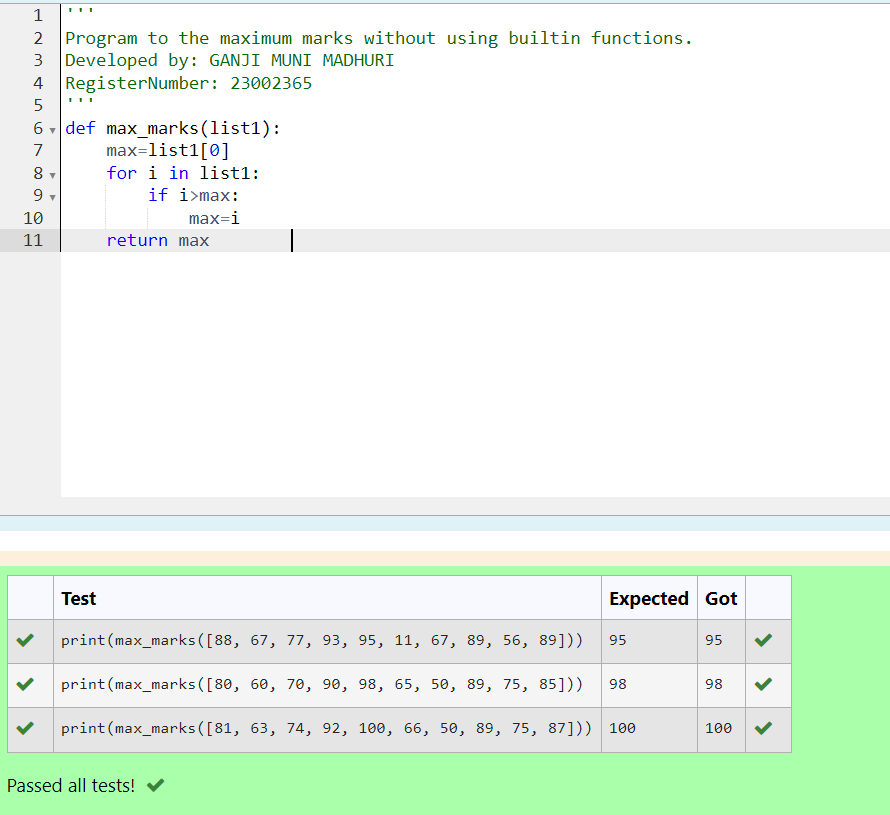 1 '''
2 Program to the maximum marks without using builtin functions.
3 Developed by: GANJI MUNI MADHURI
4 RegisterNumber: 23002365
5 '''
6 def max_marks(list1):
7     max=list1[0]
8     for i in list1:
9         if i>max:
10             max=i
11     return max
Test Expected Got
print(max_marks([88, 67, 77, 93, 95, 11, 67, 89, 56, 89])) 95 95
print(max_marks([80, 60, 70, 90, 98, 65, 50, 89, 75, 85])) 98 98
print(max_marks([81, 63, 74, 92, 100, 66, 50, 89, 75, 87])) 100 100
Passed all tests!